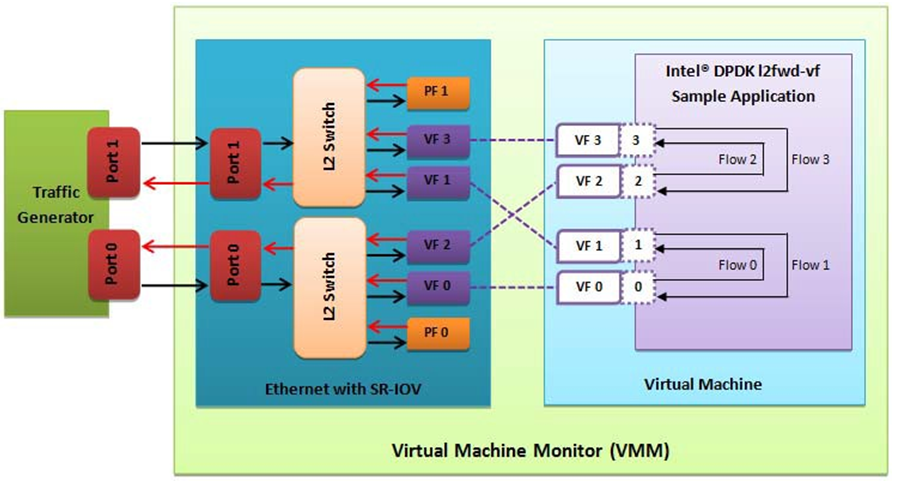 Traffic
Generator
Port 1
Port 0
Port 1
Port 0
L2 Switch
L2 Switch
PF 1
VF 3
VF 1
VF 2
VF 0
PF 0
Ethernet with SR-IOV
VF 3
3
VF 2
2
VF 1
1
VF 0
0
Intel® DPDK l2fwd-vf
Sample Application
Flow 2
Flow 3
Flow 0
Flow 1
Virtual Machine
Virtual Machine Monitor (VMM)